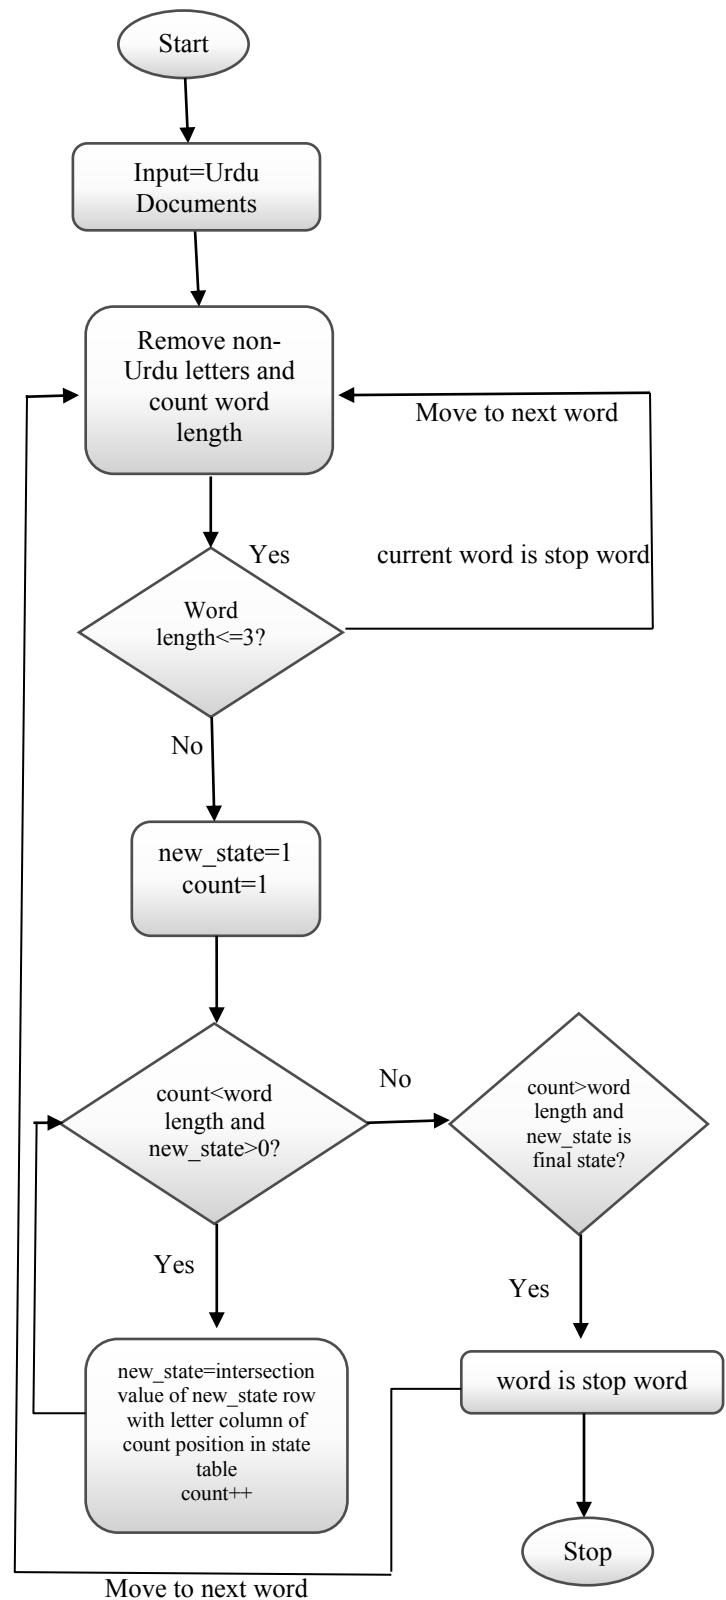 Start
Input=Urdu
Documents
Remove non-
Urdu letters and
count word
length
Move to next word
Yes
current word is stop word
Word
length<=3?
No
new_state=1
count=1
count<word
length and
new_state>0?
No
count>word
length and
new_state is
final state?
Yes
Yes
new_state=intersection
value of new_state row
with letter column of
count position in state
table
count++
word is stop word
Stop
Move to next word